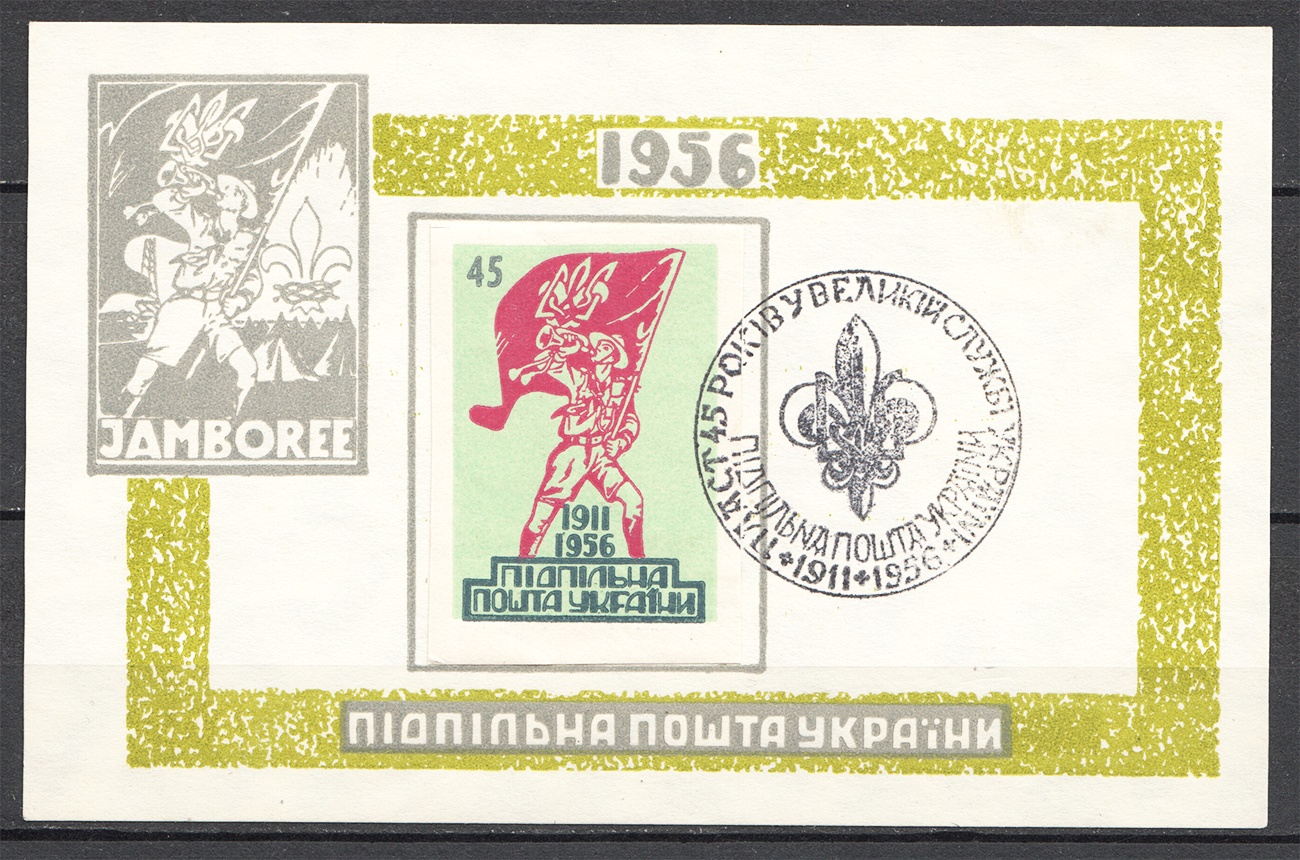 1956
JAMBOREE
45
1911
1956
ПІДПІЛЬНА
ПОШТА УКРАЇНИ
ПЛАСТ 45 РОКІВ У ВЕЛИКІЙ СЛУЖБІ УКРАЇНІ
ПІДПІЛЬНА ПОШТА УКРАЇНИ
+1911+1956+
ПІДПІЛЬНА ПОШТА УКРАЇНИ